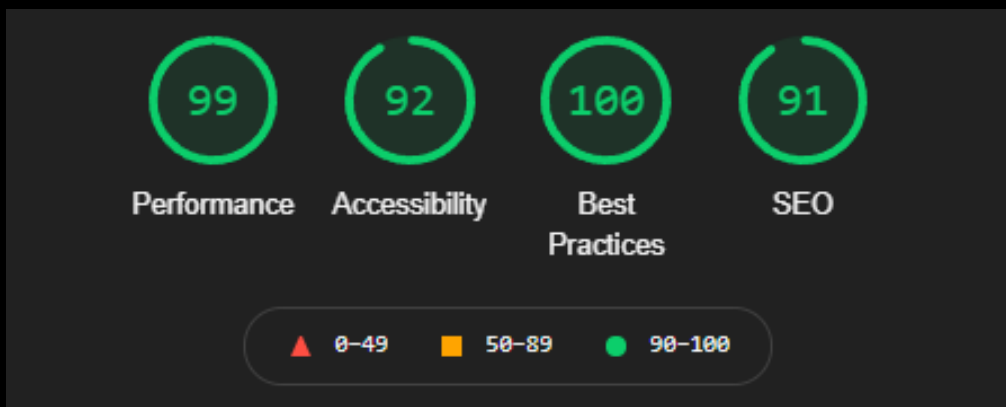 99 92 100 91
Performance Accessibility Best Practices SEO
0–49 50–89 90–100